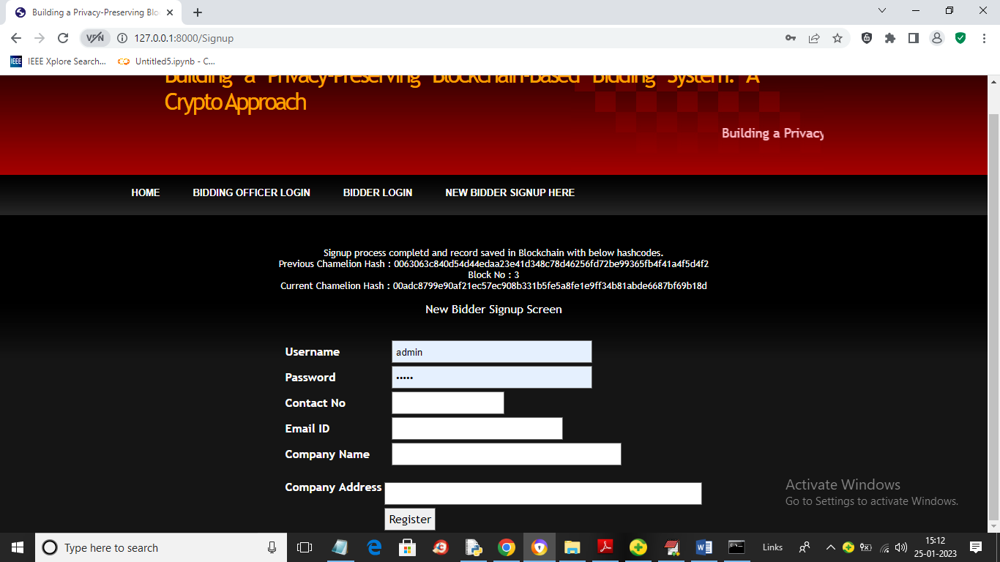 Building a Privacy-Preserving Blo
127.0.0.1:8000/Signup
VPN
IEEE Xplore Search...
Untitled5.ipynb - C...
Building a Privacy-Preserving Blockchain-Based Bidding System: A
Crypto Approach
Building a Privacy
HOME
BIDDING OFFICER LOGIN
BIDDER LOGIN
NEW BIDDER SIGNUP HERE
Signup process completd and record saved in Blockchain with below hashcodes.
Previous Chamelion Hash : 0063063c840d54d44edaa23e41d348c78d46256fd72be99365fb4f41a4f5d4f2
Block No : 3
Current Chamelion Hash : 00adc8799e90af21ec57ec908b331b5fe5a8fe1e9ff34b81abde6687bf69b18d
New Bidder Signup Screen
Username admin
Password •••••
Contact No
Email ID
Company Name
Company Address
Register
Activate Windows
Go to Settings to activate Windows.
Type here to search
Links
15:12
25-01-2023